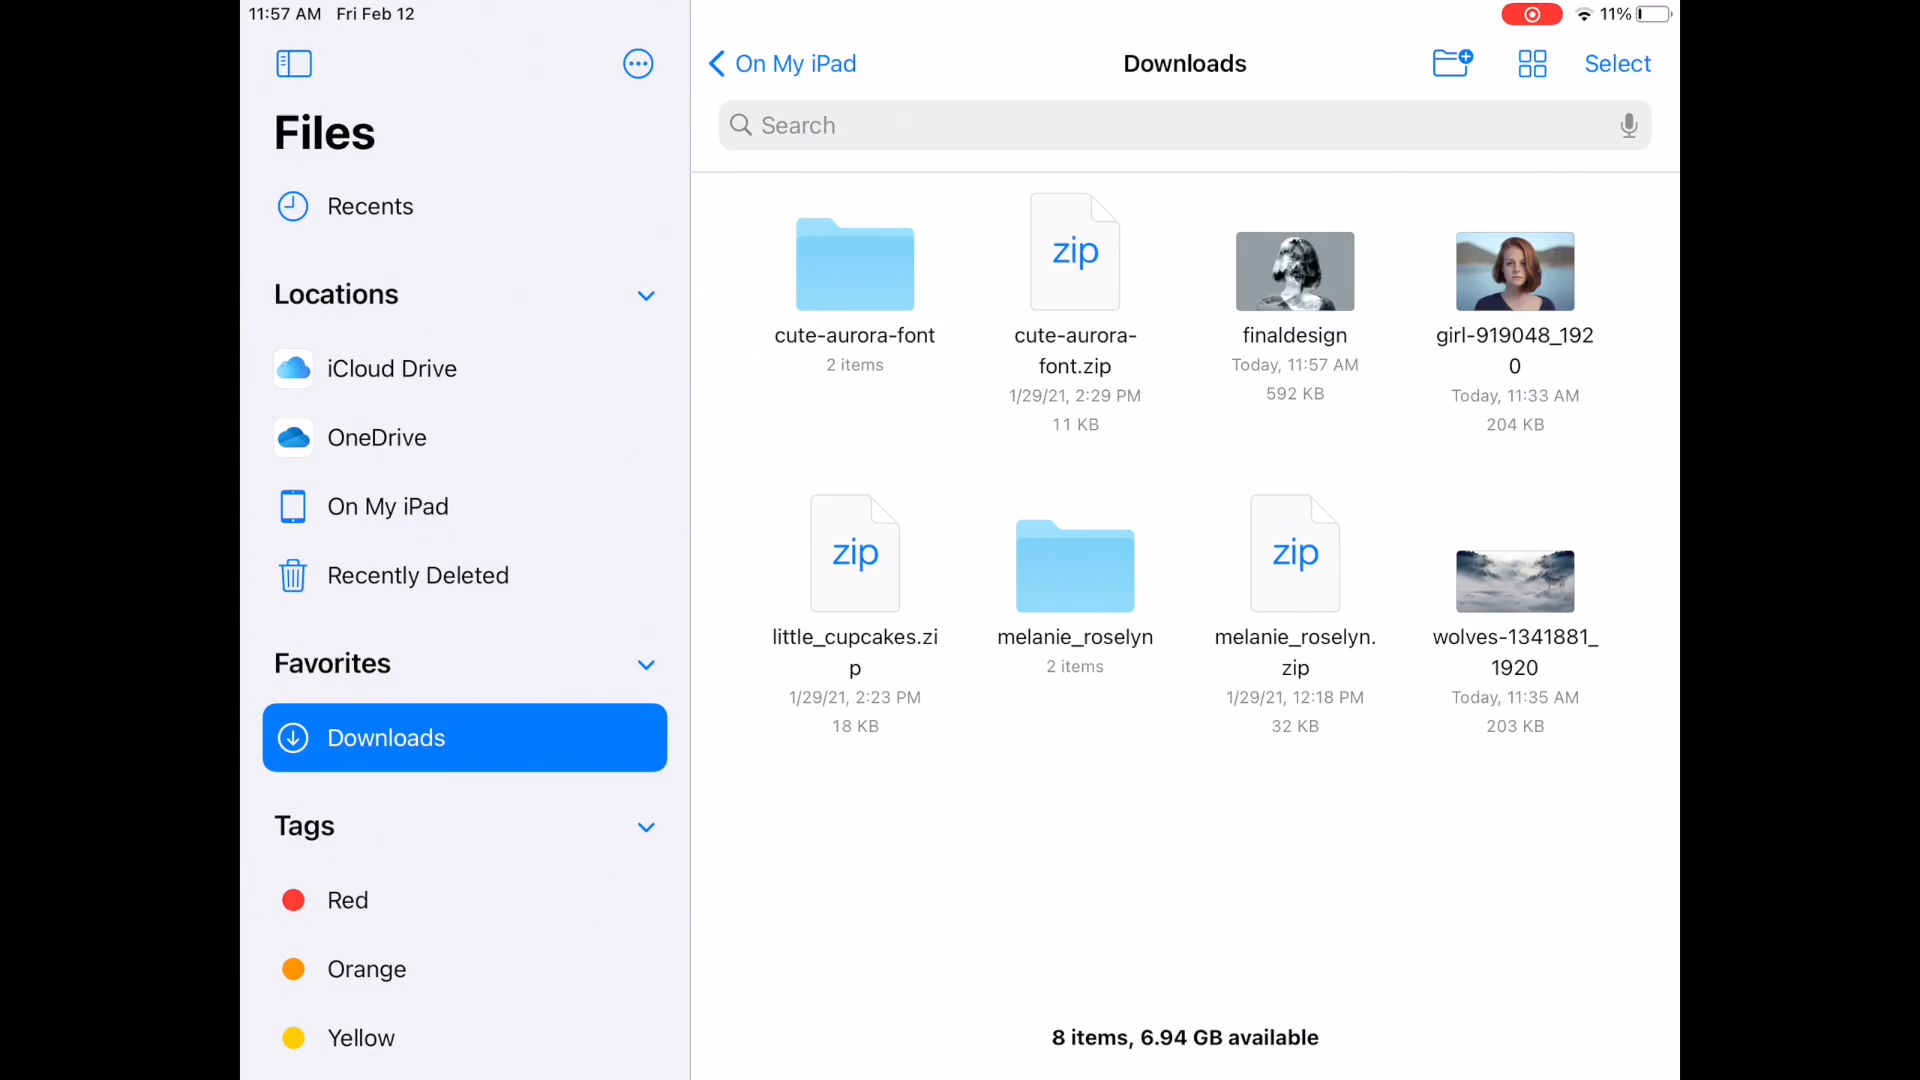 11:57 AM Fri Feb 12
11%
Files
Recents
Locations
iCloud Drive
OneDrive
On My iPad
Recently Deleted
Favorites
Downloads
Tags
Red
Orange
Yellow
On My iPad
Downloads
Select
Search
cute-aurora-font
2 items
zip
cute-aurora-
font.zip
1/29/21, 2:29 PM
11 KB
finaldesign
Today, 11:57 AM
592 KB
girl-919048_192
0
Today, 11:33 AM
204 KB
zip
little_cupcakes.zi
p
1/29/21, 2:23 PM
18 KB
melanie_roselyn
2 items
zip
melanie_roselyn.
zip
1/29/21, 12:18 PM
32 KB
wolves-1341881_
1920
Today, 11:35 AM
203 KB
8 items, 6.94 GB available